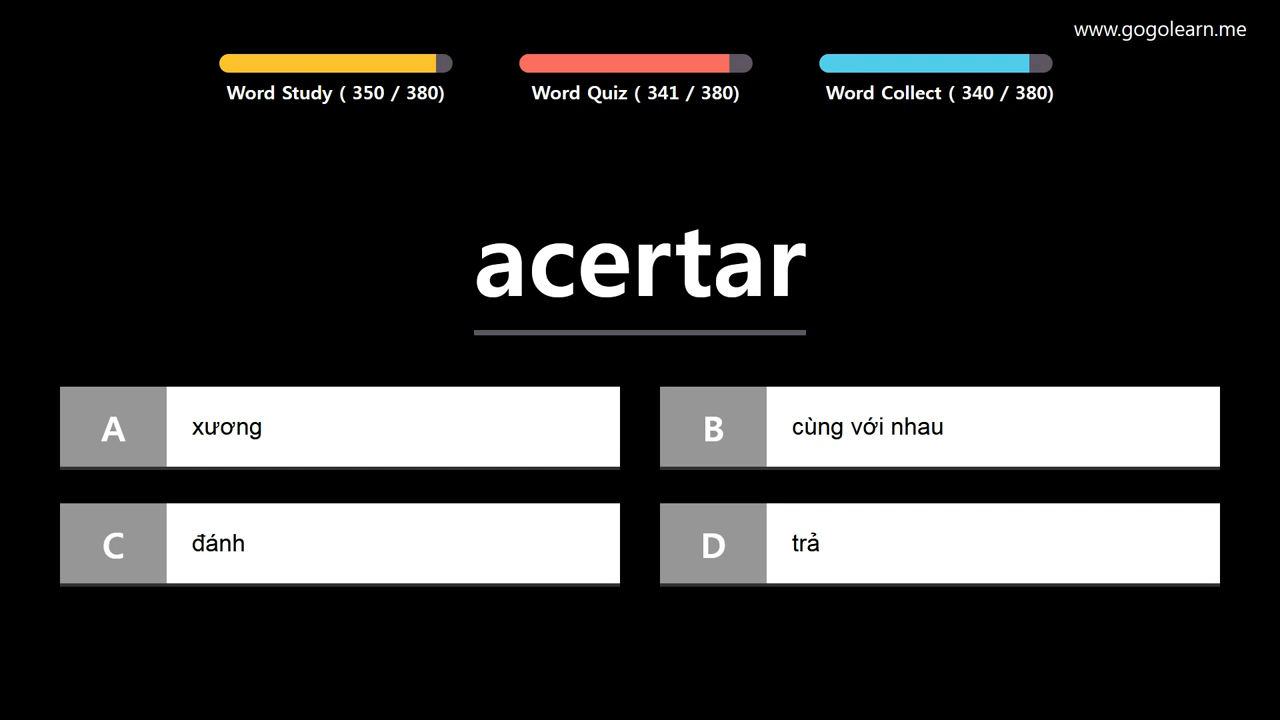 www.gogolearn.me
Word Study ( 350 / 380)
Word Quiz ( 341 / 380)
Word Collect ( 340 / 380)
acertar
A xương
B cùng với nhau
C đánh
D trả